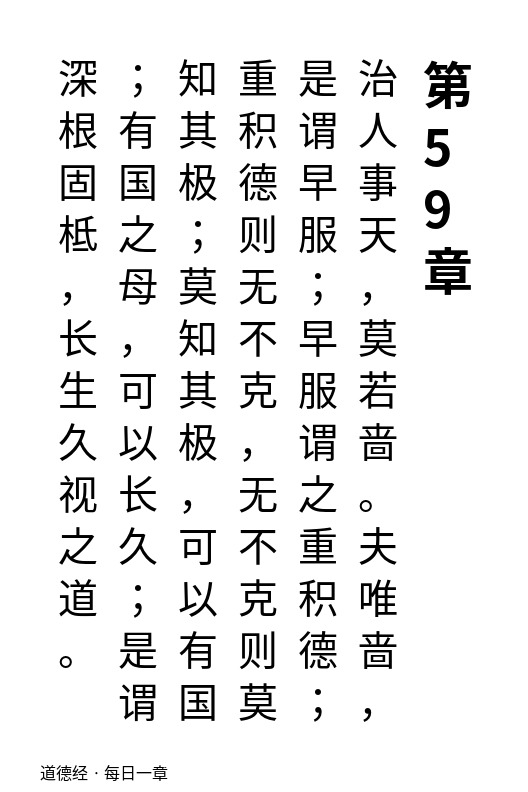 第59章
治人事天，莫若啬。夫唯啬，
是谓早服；早服谓之重积德；
重积德则无不克，无不克则莫
知其极；莫知其极，可以有国
；有国之母，可以长久；是谓
深根固柢，长生久视之道。
道德经 · 每日一章